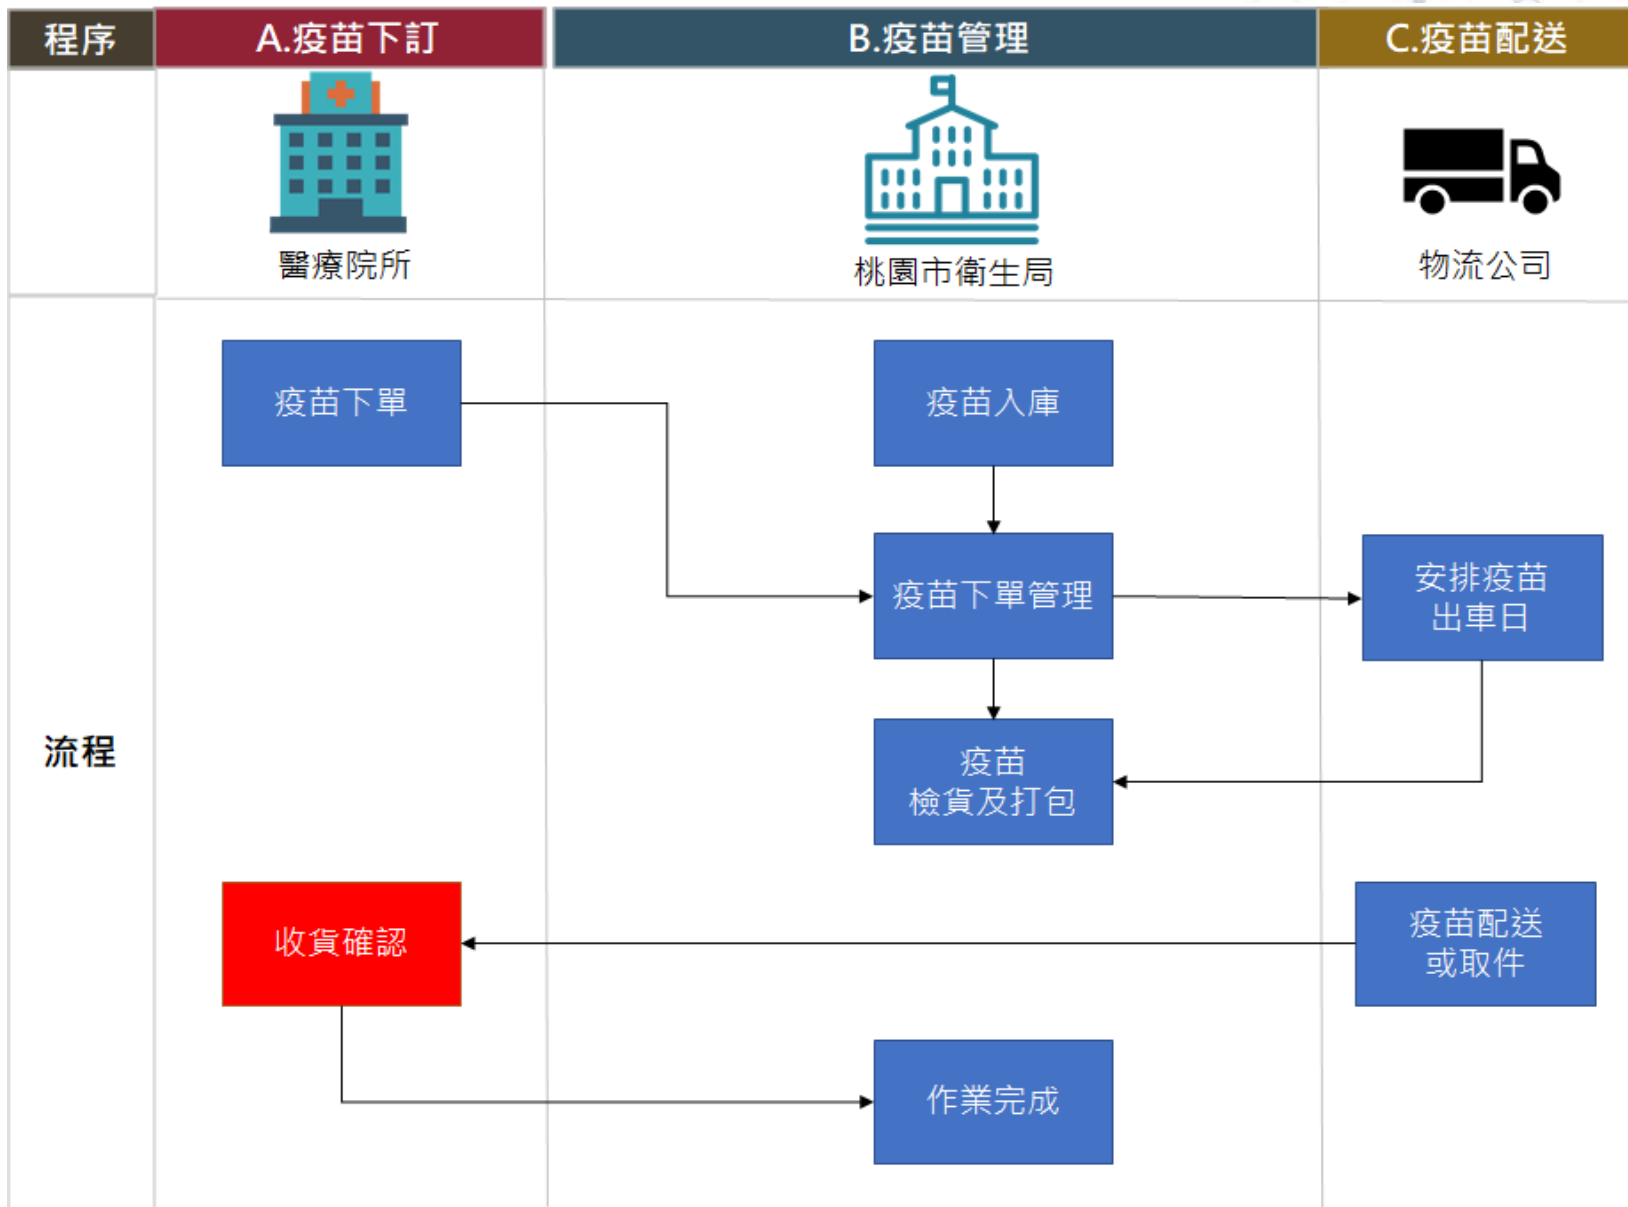 程序
A.疫苗下訂
B.疫苗管理
C.疫苗配送
醫療院所
桃園市衛生局
物流公司
流程
疫苗下單
疫苗入庫
疫苗下單管理
安排疫苗
出車日
疫苗
檢貨及打包
收貨確認
疫苗配送
或取件
作業完成